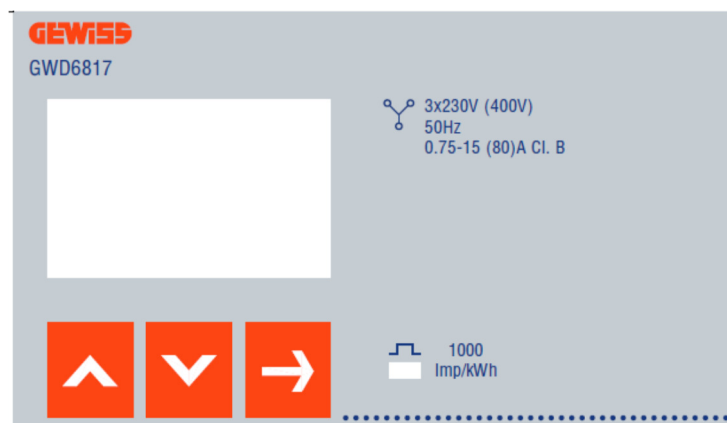 GEWISS
GWD6817
3x230V (400V)
50Hz
0.75-15 (80)A Cl. B
1000
Imp/kWh